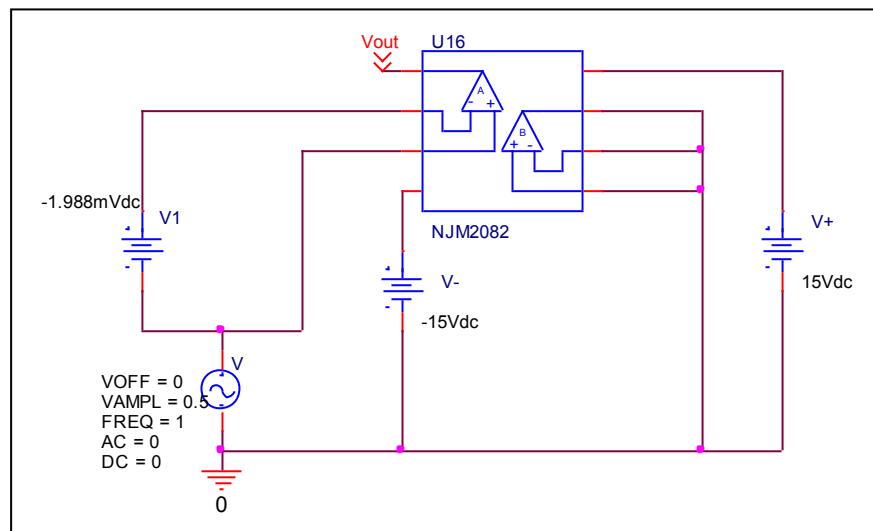 Vout
U16
A
- +
B
+ -
-1.988mVdc
V1
NJM2082
V+
V-
15Vdc
-15Vdc
V
VOFF = 0
VAMPL = 0.5
FREQ = 1
AC = 0
DC = 0
0